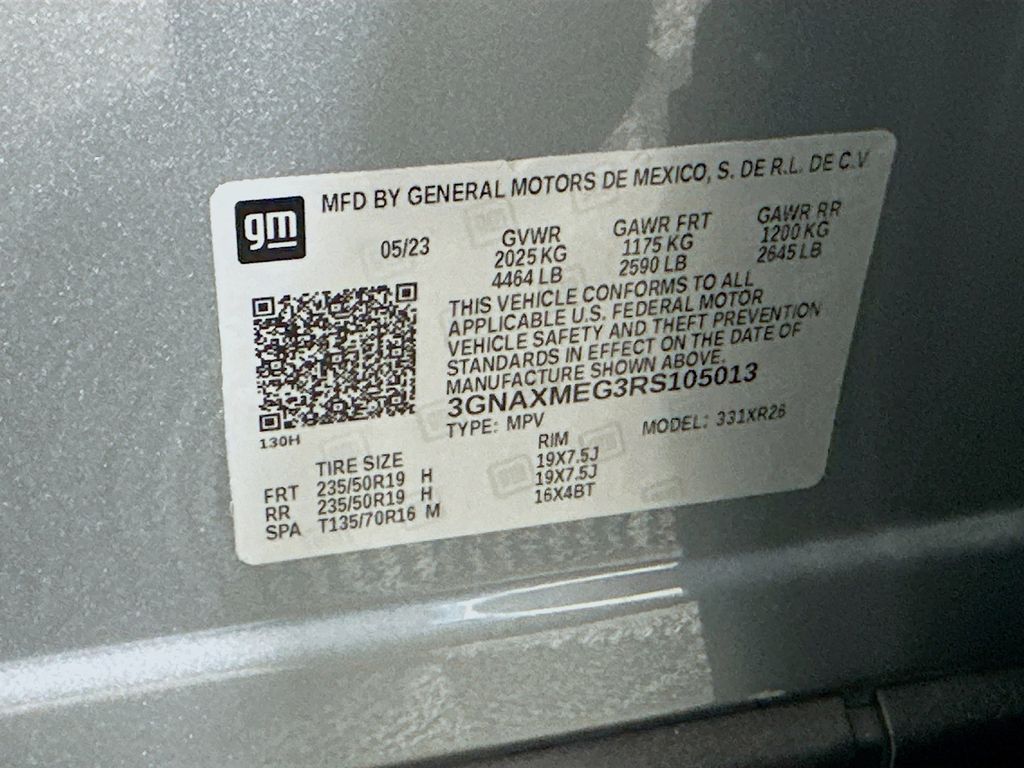 gm
MFD BY GENERAL MOTORS DE MEXICO, S. DE R.L. DE C.V
05/23
GVWR
2025 KG
4464 LB
GAWR FRT
1175 KG
2590 LB
GAWR RR
1200 KG
2645 LB
THIS VEHICLE CONFORMS TO ALL
APPLICABLE U.S. FEDERAL MOTOR
VEHICLE SAFETY AND THEFT PREVENTION
STANDARDS IN EFFECT ON THE DATE OF
MANUFACTURE SHOWN ABOVE.
3GNAXMEG3RS105013
TYPE: MPV
MODEL: 331XR26
130H
TIRE SIZE
RIM
FRT 235/50R19 H 19X7.5J
RR 235/50R19 H 19X7.5J
SPA T135/70R16 M 16X4BT